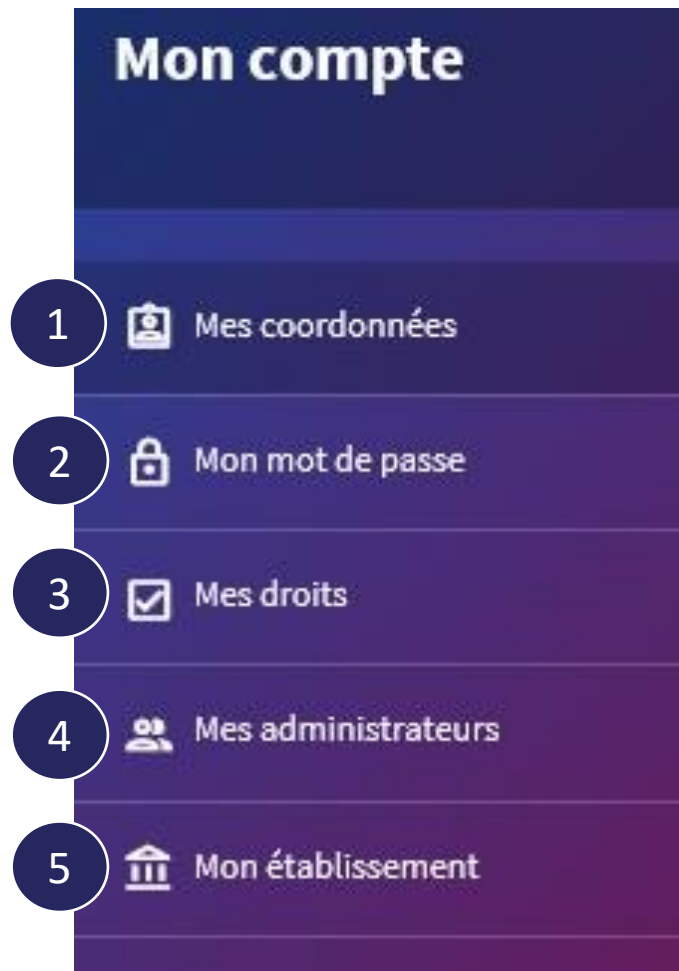 Mon compte
1 Mes coordonnées
2 Mon mot de passe
3 Mes droits
4 Mes administrateurs
5 Mon établissement